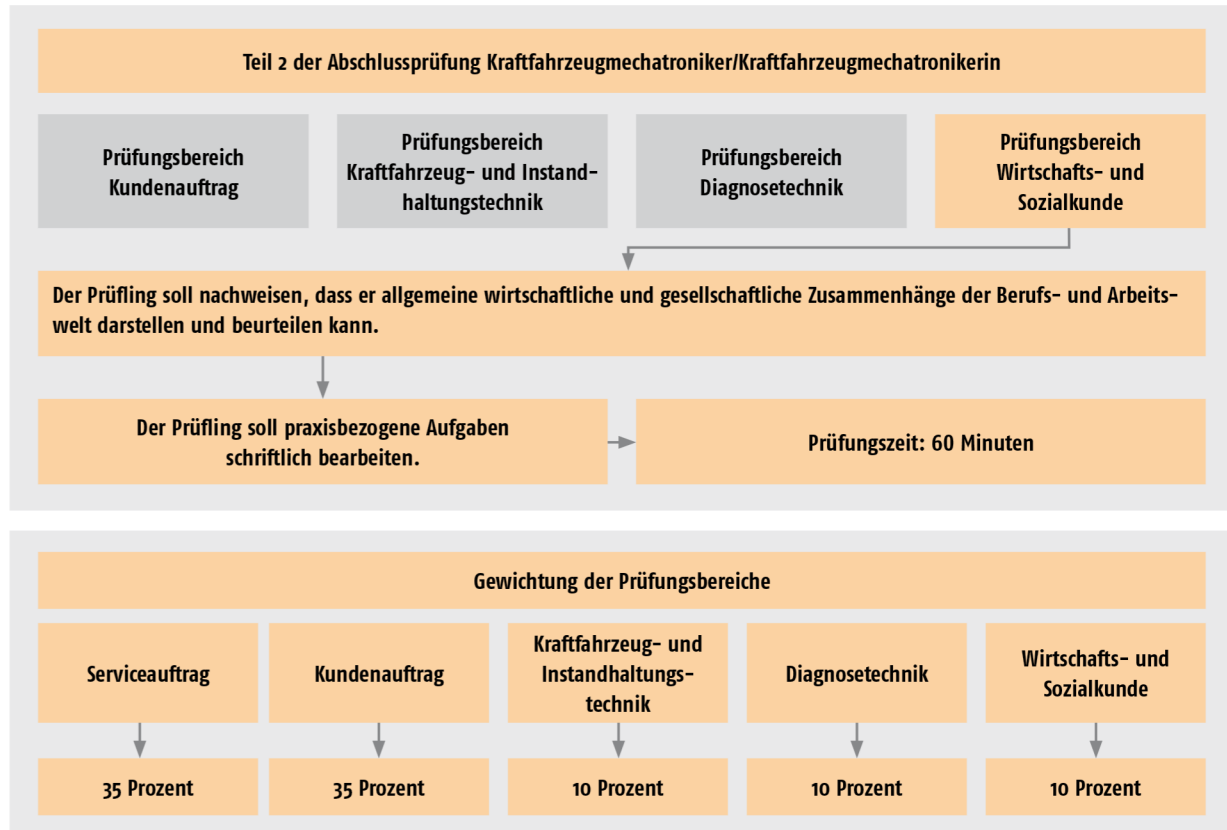 Teil 2 der Abschlussprüfung Kraftfahrzeugmechatroniker/Kraftfahrzeugmechatronikerin
Prüfungsbereich
Kundenauftrag
Prüfungsbereich
Kraftfahrzeug- und Instand-
haltungstechnik
Prüfungsbereich
Diagnosetechnik
Prüfungsbereich
Wirtschafts- und
Sozialkunde
Der Prüfling soll nachweisen, dass er allgemeine wirtschaftliche und gesellschaftliche Zusammenhänge der Berufs- und Arbeits-
welt darstellen und beurteilen kann.
Der Prüfling soll praxisbezogene Aufgaben
schriftlich bearbeiten.
Prüfungszeit: 60 Minuten
Gewichtung der Prüfungsbereiche
Serviceauftrag
Kundenauftrag
Kraftfahrzeug- und
Instandhaltungs-
technik
Diagnosetechnik
Wirtschafts- und
Sozialkunde
35 Prozent
35 Prozent
10 Prozent
10 Prozent
10 Prozent